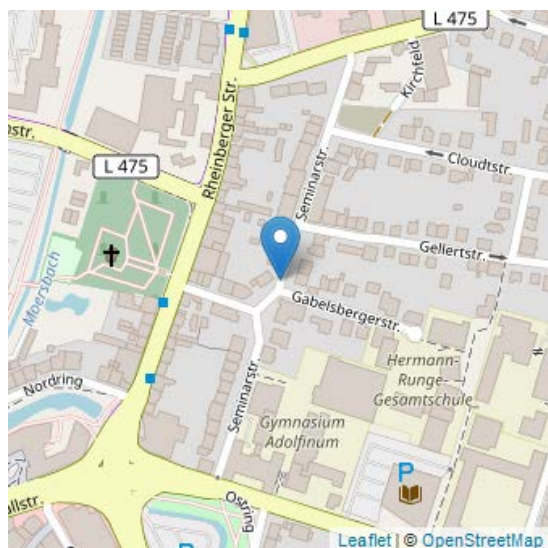 L 475
Kirchfeld
Rheinberger Str.
nstr.
L 475
Seminarstr.
Cloudtstr.
Gellertstr.
Moersbach
Gabelsbergerstr.
Nordring
Seminarstr.
Hermann-
Runge-
Gesamtschule
Gymnasium
Adolfinum
P
allstr.
Ostring
P
Leaflet | © OpenStreetMap